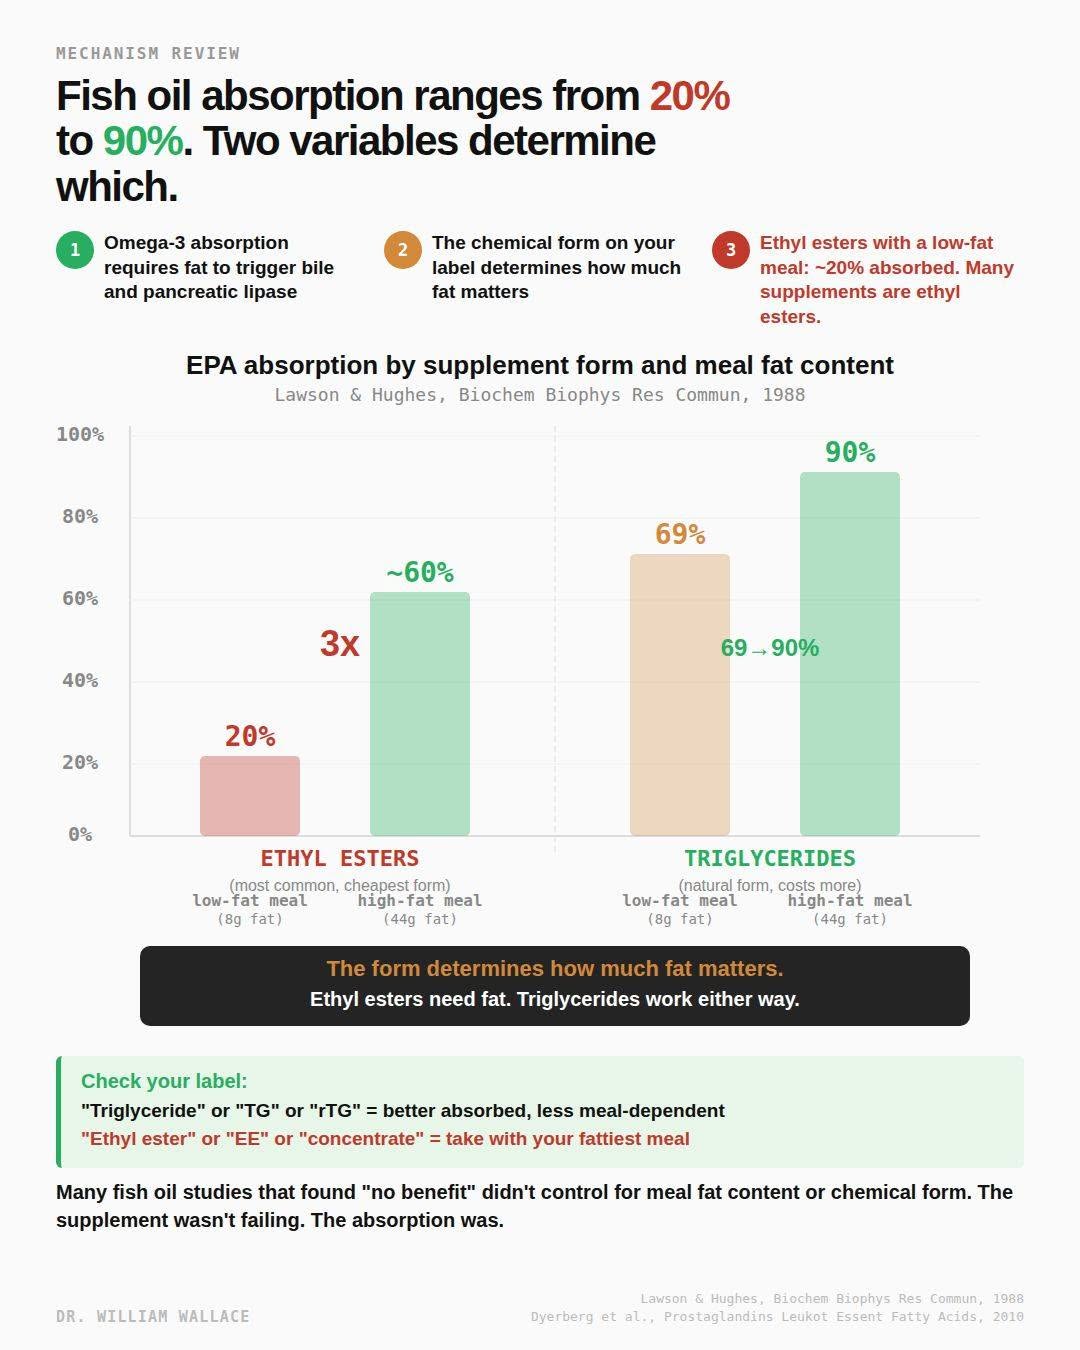 MECHANISM REVIEW
Fish oil absorption ranges from 20%
to 90%. Two variables determine
which.
1
Omega-3 absorption
requires fat to trigger bile
and pancreatic lipase
2
The chemical form on your
label determines how much
fat matters
3
Ethyl esters with a low-fat
meal: ~20% absorbed. Many
supplements are ethyl
esters.
EPA absorption by supplement form and meal fat content
Lawson & Hughes, Biochem Biophys Res Commun, 1988
100%
80%
60%
40%
20%
0%
20%
3x
~60%
69%
69→90%
90%
ETHYL ESTERS
(most common, cheapest form)
low-fat meal
(8g fat)
high-fat meal
(44g fat)
TRIGLYCERIDES
(natural form, costs more)
low-fat meal
(8g fat)
high-fat meal
(44g fat)
The form determines how much fat matters.
Ethyl esters need fat. Triglycerides work either way.
Check your label:
"Triglyceride" or "TG" or "rTG" = better absorbed, less meal-dependent
"Ethyl ester" or "EE" or "concentrate" = take with your fattiest meal
Many fish oil studies that found "no benefit" didn't control for meal fat content or chemical form. The
supplement wasn't failing. The absorption was.
DR. WILLIAM WALLACE
Lawson & Hughes, Biochem Biophys Res Commun, 1988
Dyerberg et al., Prostaglandins Leukot Essent Fatty Acids, 2010